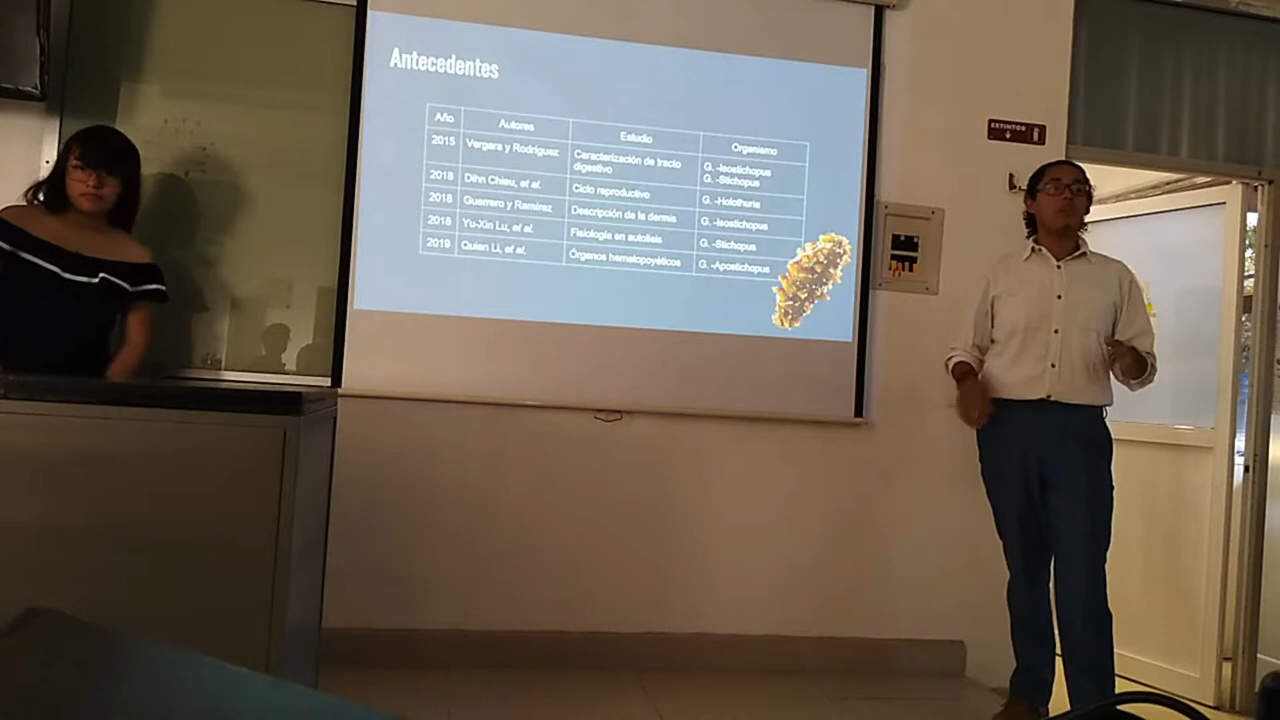 Antecedentes
Año Autores Estudio Organismo
2015 Vergara y Rodríguez Caracterización de tracto digestivo G. -Isostichopus
G. -Stichopus
2018 Dihn Chieu, et al. Ciclo reproductivo G. -Holothuria
2018 Guerrero y Ramírez Descripción de la dermis G. -Isostichopus
2018 Yu-Xin Lu, et al. Fisiología en autolisis G. -Stichopus
2019 Quian Li, et al. Órganos hematopoyéticos G. -Apostichopus
EXTINTOR